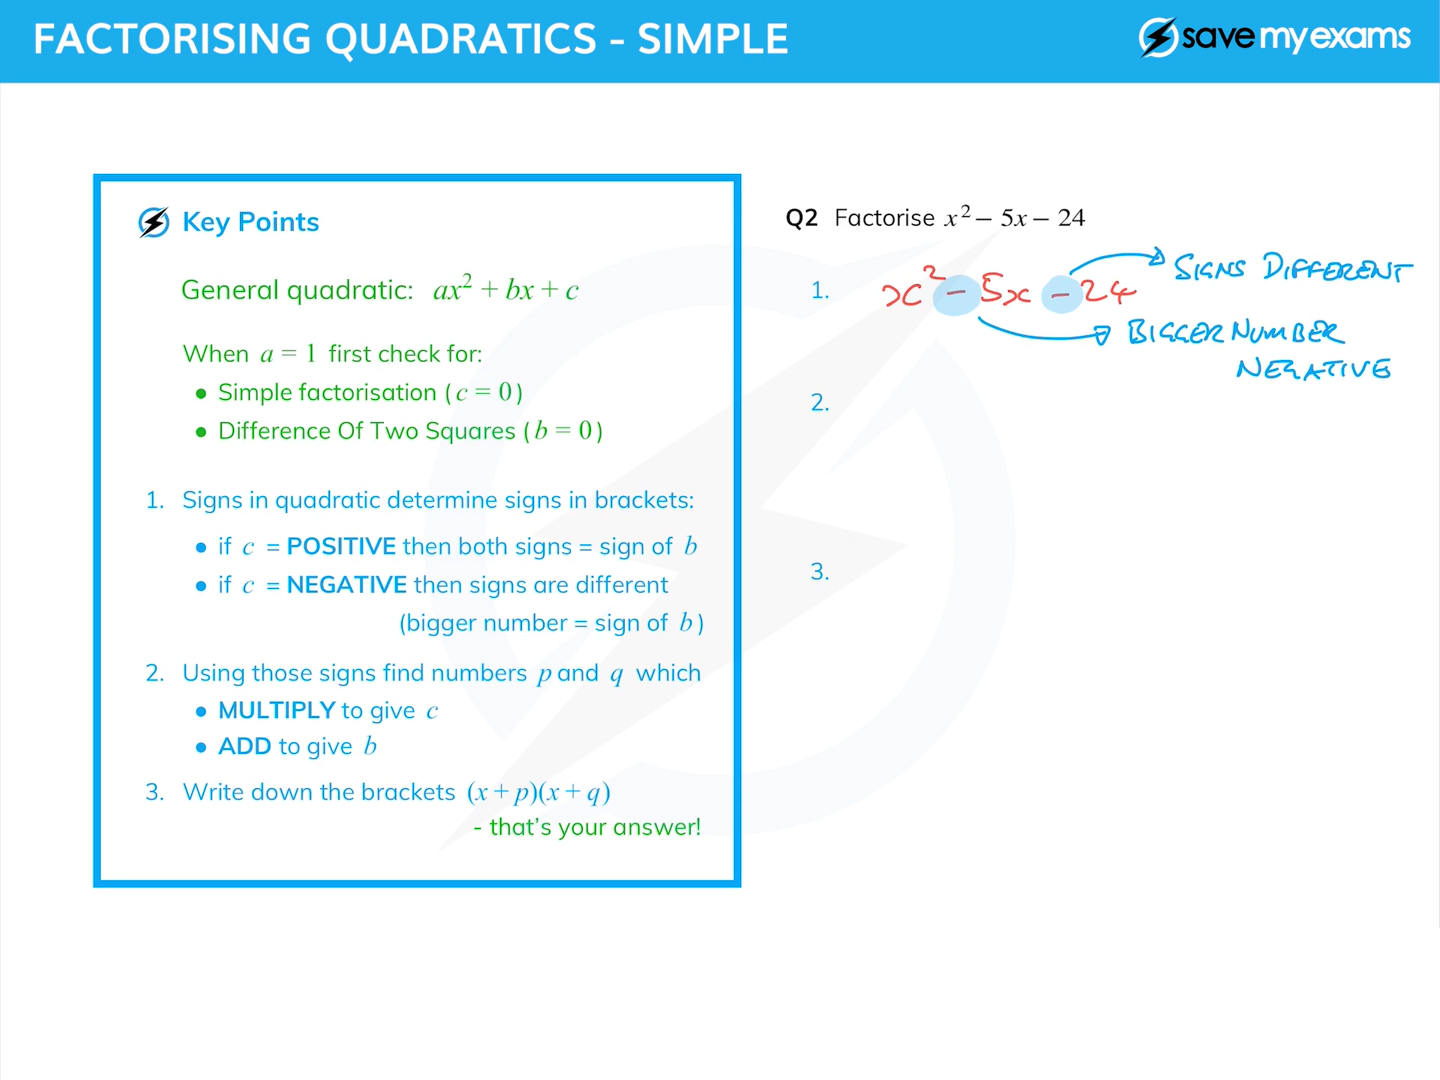 FACTORISING QUADRATICS - SIMPLE
save my exams
Key Points
General quadratic: ax² + bx + c
When a = 1 first check for:
• Simple factorisation (c = 0)
• Difference Of Two Squares (b = 0)
1. Signs in quadratic determine signs in brackets:
• if c = POSITIVE then both signs = sign of b
• if c = NEGATIVE then signs are different
(bigger number = sign of b)
2. Using those signs find numbers p and q which
• MULTIPLY to give c
• ADD to give b
3. Write down the brackets (x + p)(x + q)
- that's your answer!
Q2 Factorise x² – 5x – 24
1. x² - 5x - 24
SIGNS DIFFERENT
BIGGER NUMBER
NEGATIVE
2.
3.